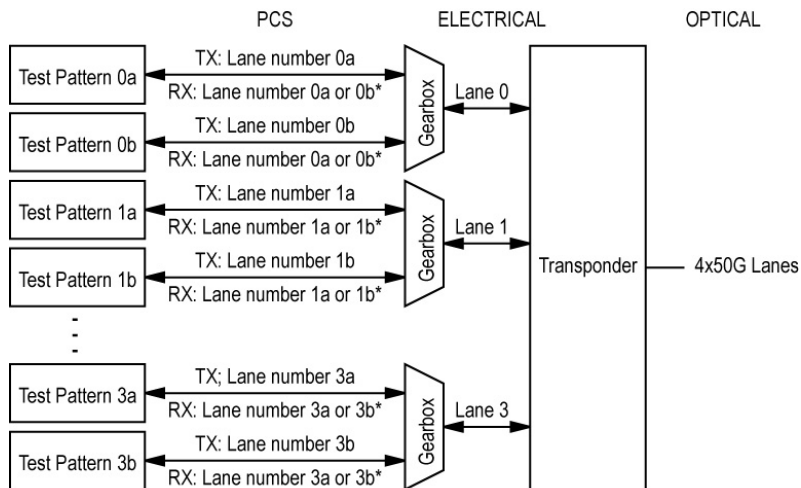 PCS ELECTRICAL OPTICAL
Test Pattern 0a
TX: Lane number 0a
RX: Lane number 0a or 0b*
Test Pattern 0b
TX: Lane number 0b
RX: Lane number 0a or 0b*
Gearbox
Lane 0
Test Pattern 1a
TX: Lane number 1a
RX: Lane number 1a or 1b*
Test Pattern 1b
TX: Lane number 1b
RX: Lane number 1a or 1b*
Gearbox
Lane 1
Transponder
4x50G Lanes
Test Pattern 3a
TX; Lane number 3a
RX: Lane number 3a or 3b*
Test Pattern 3b
TX: Lane number 3b
RX: Lane number 3a or 3b*
Gearbox
Lane 3